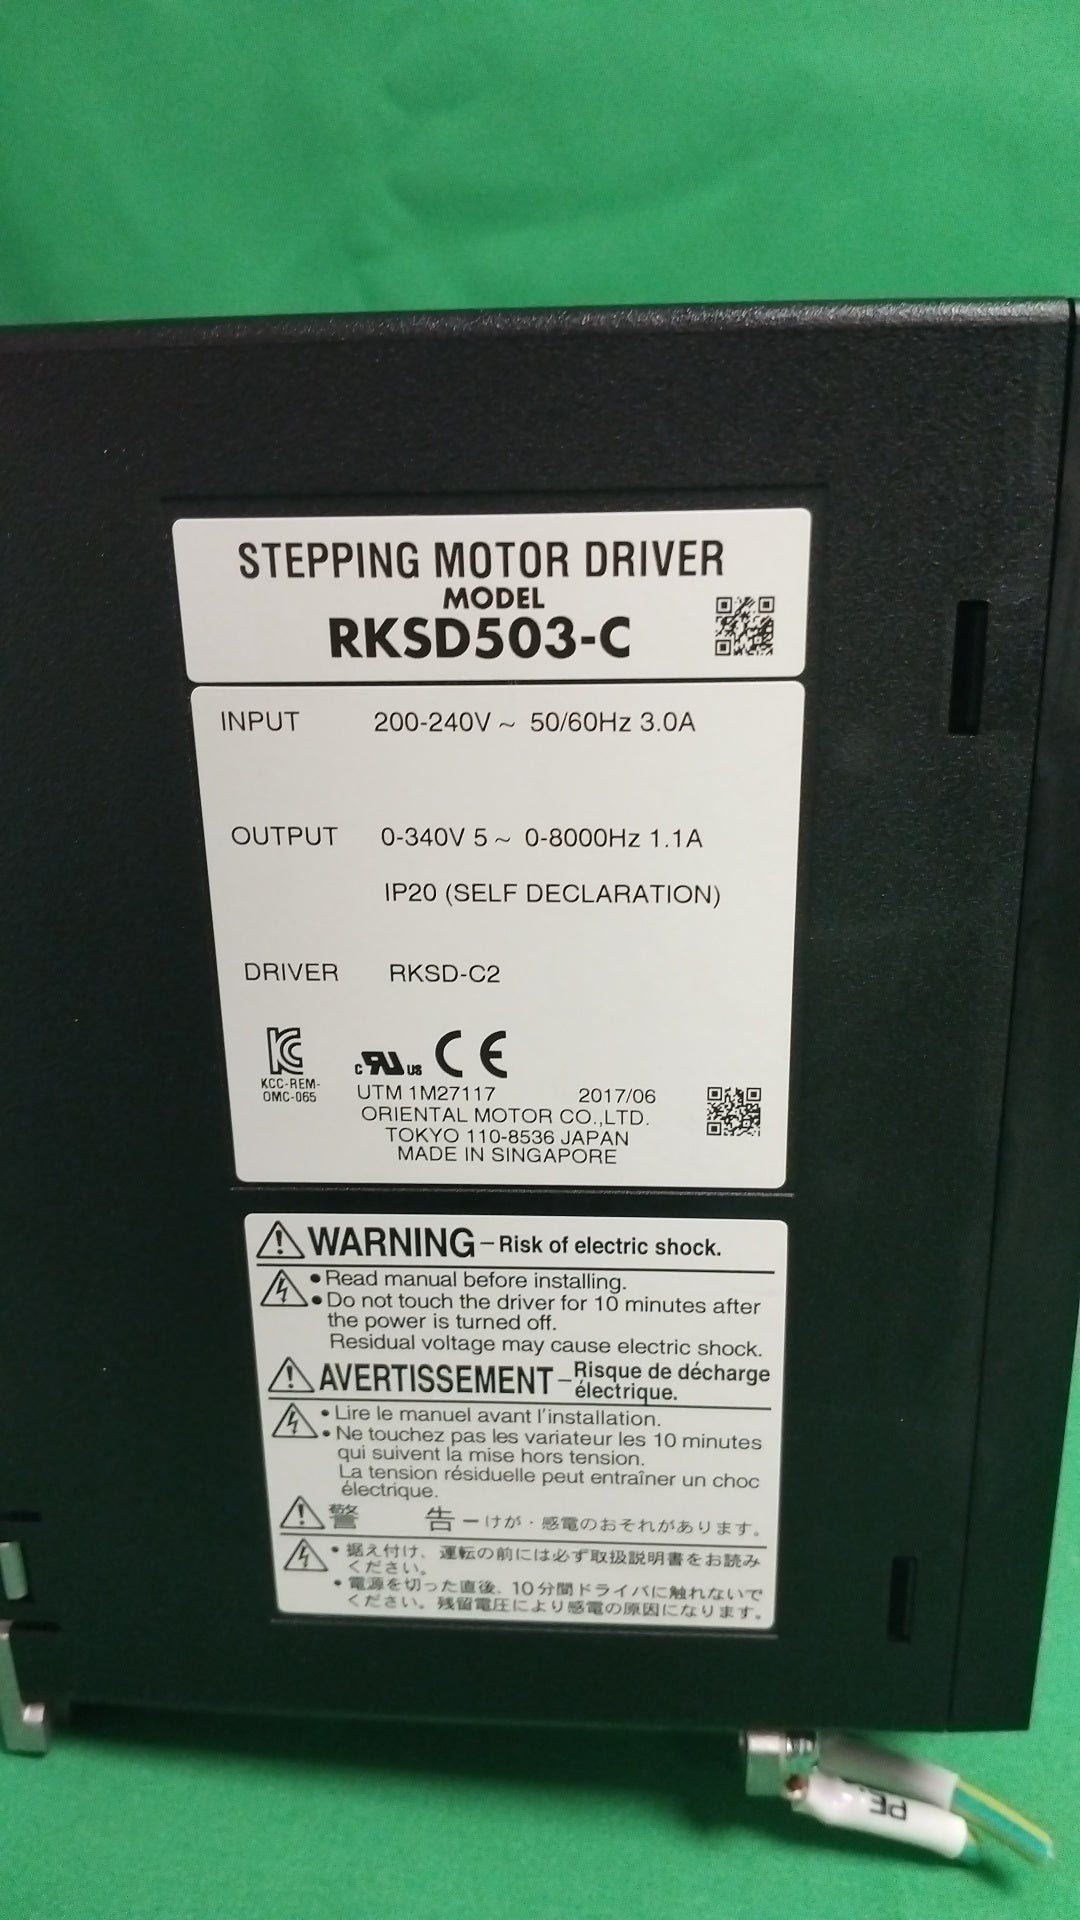 STEPPING MOTOR DRIVER
MODEL
RKSD503-C
INPUT 200-240V ~ 50/60Hz 3.0A
OUTPUT 0-340V 5 ~ 0-8000Hz 1.1A
IP20 (SELF DECLARATION)
DRIVER RKSD-C2
KC
KCC-REM-
OMC-065
c RU us CE
UTM 1M27117 2017/06
ORIENTAL MOTOR CO.,LTD.
TOKYO 110-8536 JAPAN
MADE IN SINGAPORE
WARNING – Risk of electric shock.
• Read manual before installing.
• Do not touch the driver for 10 minutes after
the power is turned off.
Residual voltage may cause electric shock.
AVERTISSEMENT – Risque de décharge
électrique.
• Lire le manuel avant l'installation.
• Ne touchez pas les variateur les 10 minutes
qui suivent la mise hors tension.
La tension résiduelle peut entraîner un choc
électrique.
警 告 ーけが・感電のおそれがあります。
• 据え付け、運転の前には必ず取扱説明書をお読み
ください。
• 電源を切った直後、10分間ドライバに触れないで
ください。残留電圧により感電の原因になります。
PE